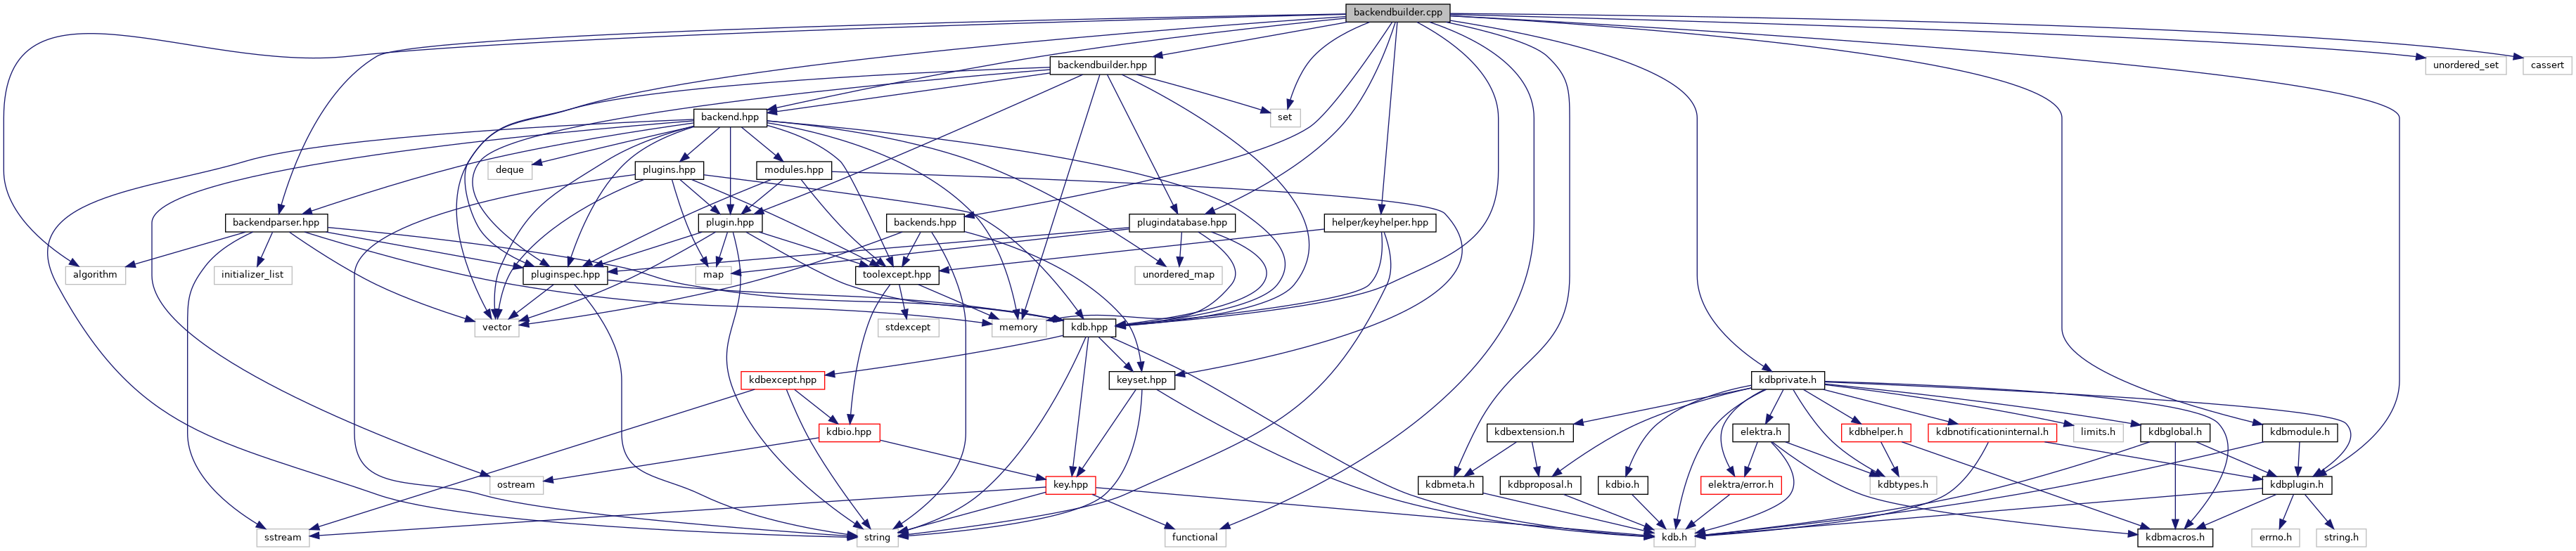 backendbuilder.cpp
backendbuilder.hpp
unordered_set
cassert
backend.hpp
set
deque
plugins.hpp
modules.hpp
backendparser.hpp
plugin.hpp
backends.hpp
plugindatabase.hpp
helper/keyhelper.hpp
algorithm
initializer_list
pluginspec.hpp
map
toolexcept.hpp
unordered_map
vector
stdexcept
memory
kdb.hpp
kdbexcept.hpp
keyset.hpp
kdbprivate.h
kdbio.hpp
kdbextension.h
elektra.h
kdbhelper.h
kdbnotificationinternal.h
limits.h
kdbglobal.h
kdbmodule.h
ostream
key.hpp
kdbmeta.h
kdbproposal.h
kdbio.h
elektra/error.h
kdbtypes.h
kdbplugin.h
sstream
string
functional
kdb.h
kdbmacros.h
errno.h
string.h